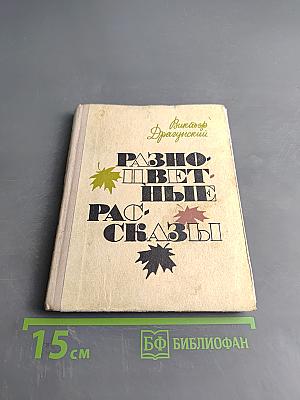 Виктор
Драгунский
РАЗНО-
ЦВЕТ-
НЫЕ
РАС-
СКАЗЫ
15 см
БФ БИБЛИОФАН